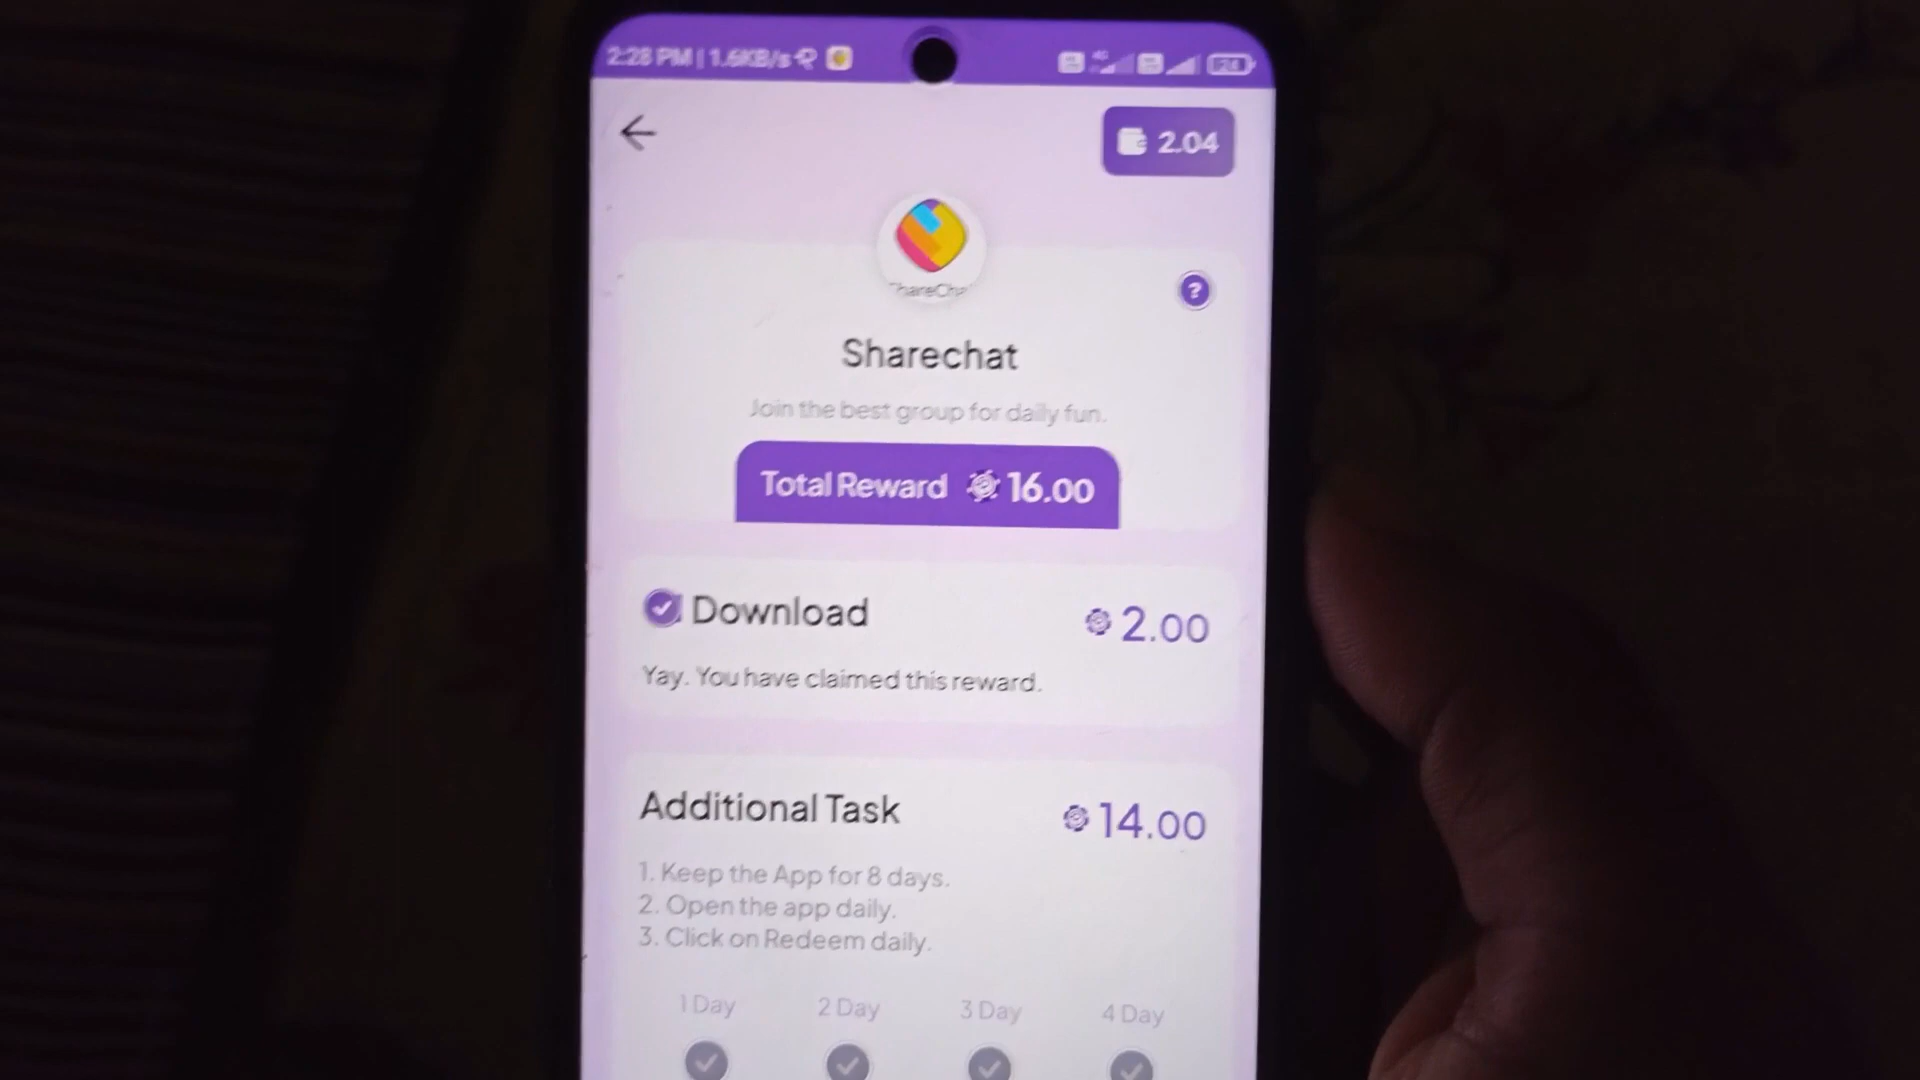 2:28 PM | 1.6KB/s
2.04
Sharechat
Join the best group for daily fun.
Total Reward 16.00
Download 2.00
Yay. You have claimed this reward.
Additional Task 14.00
1. Keep the App for 8 days.
2. Open the app daily.
3. Click on Redeem daily.
1 Day 2 Day 3 Day 4 Day